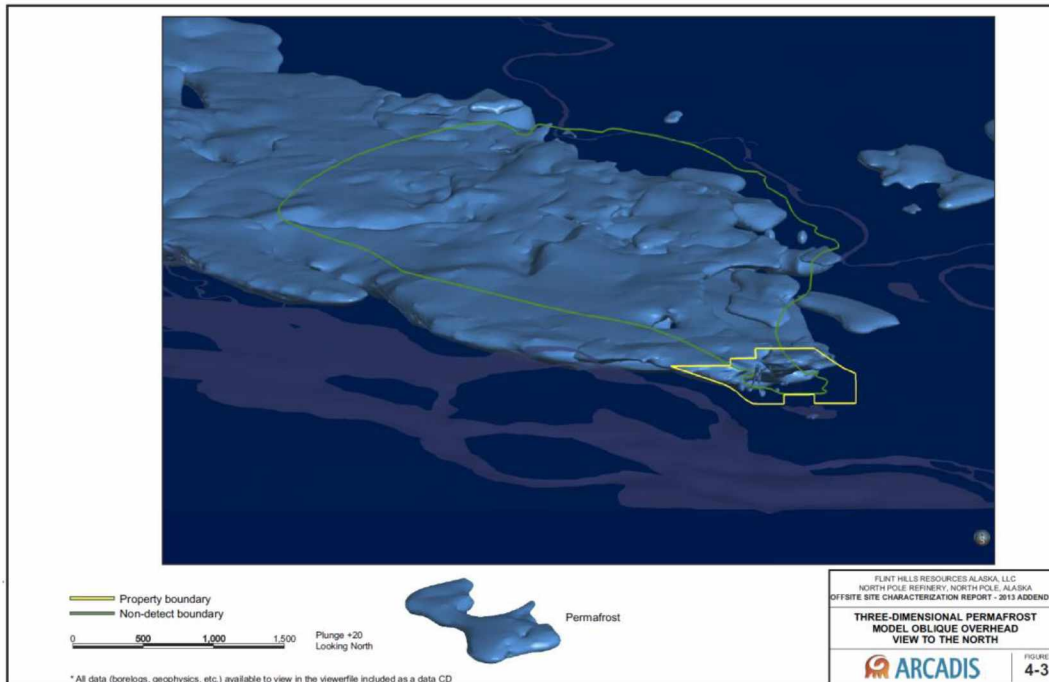 Property boundary
Non-detect boundary
0 500 1,000 1,500
Plunge +20
Looking North
Permafrost
* All data (borelogs, geophysics, etc.) available to view in the viewerfile included as a data CD
FLINT HILLS RESOURCES ALASKA, LLC
NORTH POLE REFINERY, NORTH POLE, ALASKA
OFFSITE SITE CHARACTERIZATION REPORT - 2013 ADDEND
THREE-DIMENSIONAL PERMAFROST
MODEL OBLIQUE OVERHEAD
VIEW TO THE NORTH
ARCADIS
FIGURE
4-3